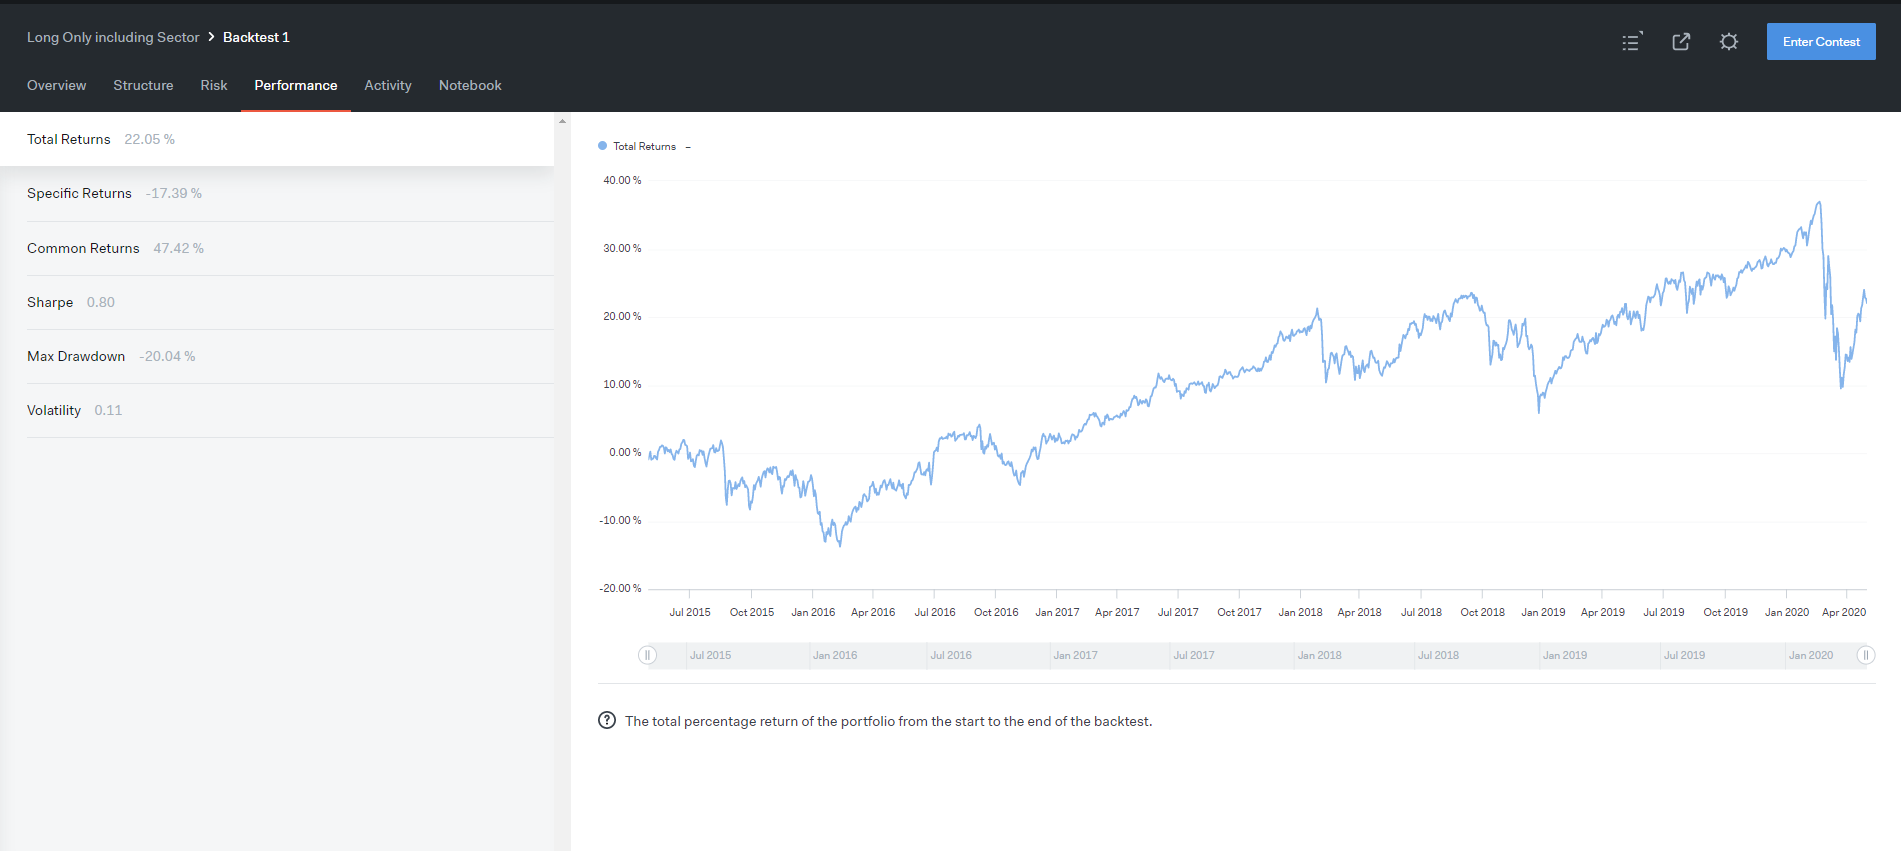 Long Only including Sector > Backtest 1
Enter Contest
Overview Structure Risk Performance Activity Notebook
Total Returns 22.05 %
Specific Returns -17.39 %
Common Returns 47.42 %
Sharpe 0.80
Max Drawdown -20.04 %
Volatility 0.11
Total Returns –
40.00 %
30.00 %
20.00 %
10.00 %
0.00 %
-10.00 %
-20.00 %
Jul 2015 Oct 2015 Jan 2016 Apr 2016 Jul 2016 Oct 2016 Jan 2017 Apr 2017 Jul 2017 Oct 2017 Jan 2018 Apr 2018 Jul 2018 Oct 2018 Jan 2019 Apr 2019 Jul 2019 Oct 2019 Jan 2020 Apr 2020
Jul 2015 Jan 2016 Jul 2016 Jan 2017 Jul 2017 Jan 2018 Jul 2018 Jan 2019 Jul 2019 Jan 2020
? The total percentage return of the portfolio from the start to the end of the backtest.